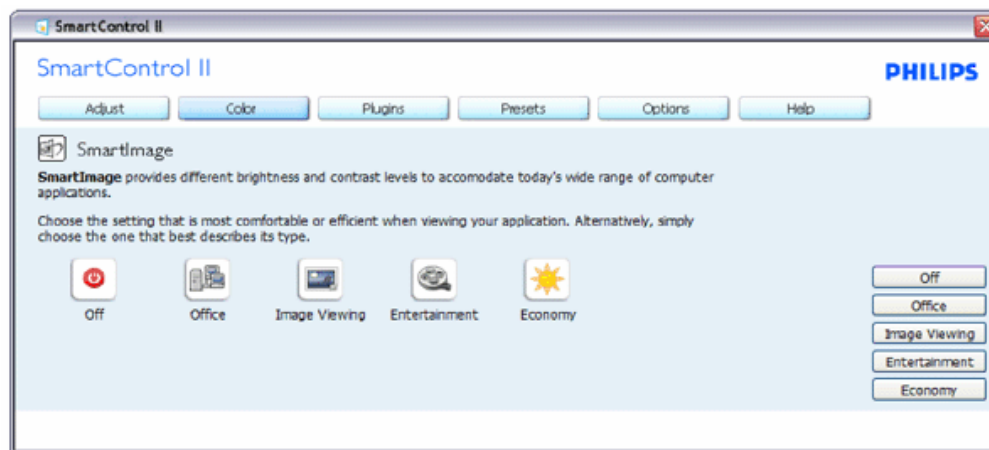 SmartControl II
SmartControl II
PHILIPS
Adjust Color Plugins Presets Options Help
SmartImage
SmartImage provides different brightness and contrast levels to accomodate today's wide range of computer
applications.
Choose the setting that is most comfortable or efficient when viewing your application. Alternatively, simply
choose the one that best describes its type.
Off Office Image Viewing Entertainment Economy
Off
Office
Image Viewing
Entertainment
Economy